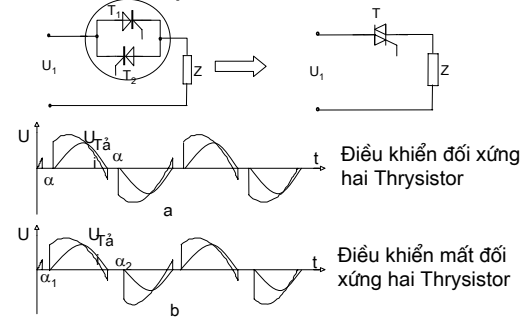 T1
T
U1
T2
Z
U1
Z
U
UTải
α
α
t
Điều khiển đối xứng
hai Thrysistor
a
U
UTải
α1
α2
t
Điều khiển mất đối
xứng hai Thrysistor
b